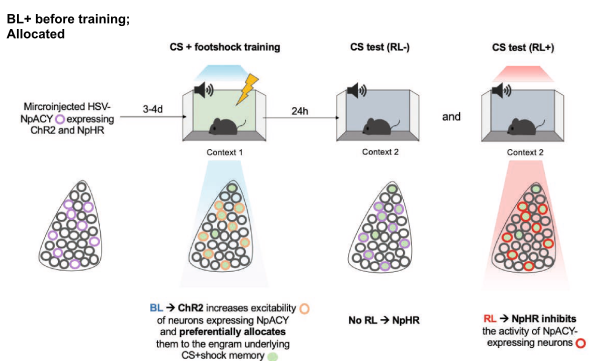 BL+ before training;
Allocated
CS + footshock training
CS test (RL-)
CS test (RL+)
Mircroinjected HSV-
NpACY expressing
ChR2 and NpHR
3-4d
24h
and
Context 1
Context 2
Context 2
BL → ChR2 increases excitability
of neurons expressing NpACY
and preferentially allocates
them to the engram underlying
CS+shock memory
No RL → NpHR
RL → NpHR inhibits
the activity of NpACY-
expressing neurons